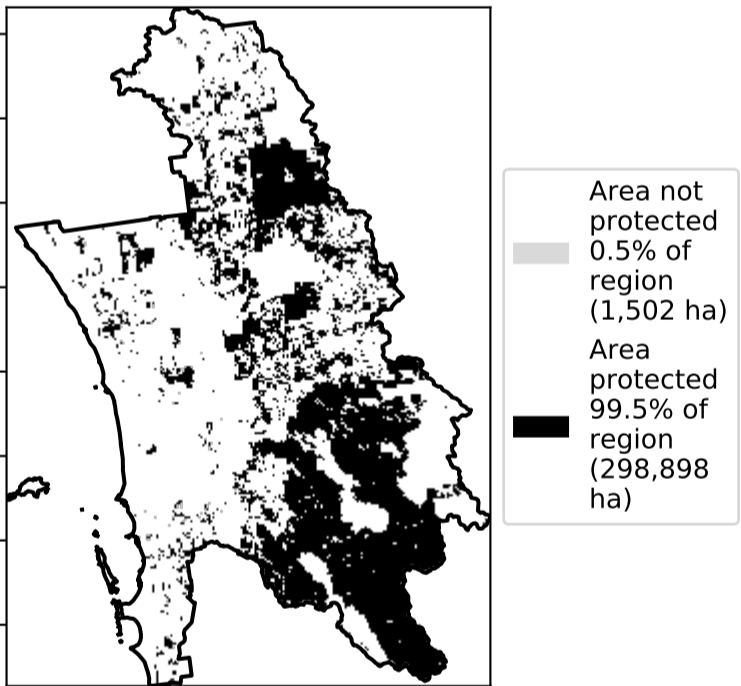 Area not
protected
0.5% of
region
(1,502 ha)
Area
protected
99.5% of
region
(298,898
ha)